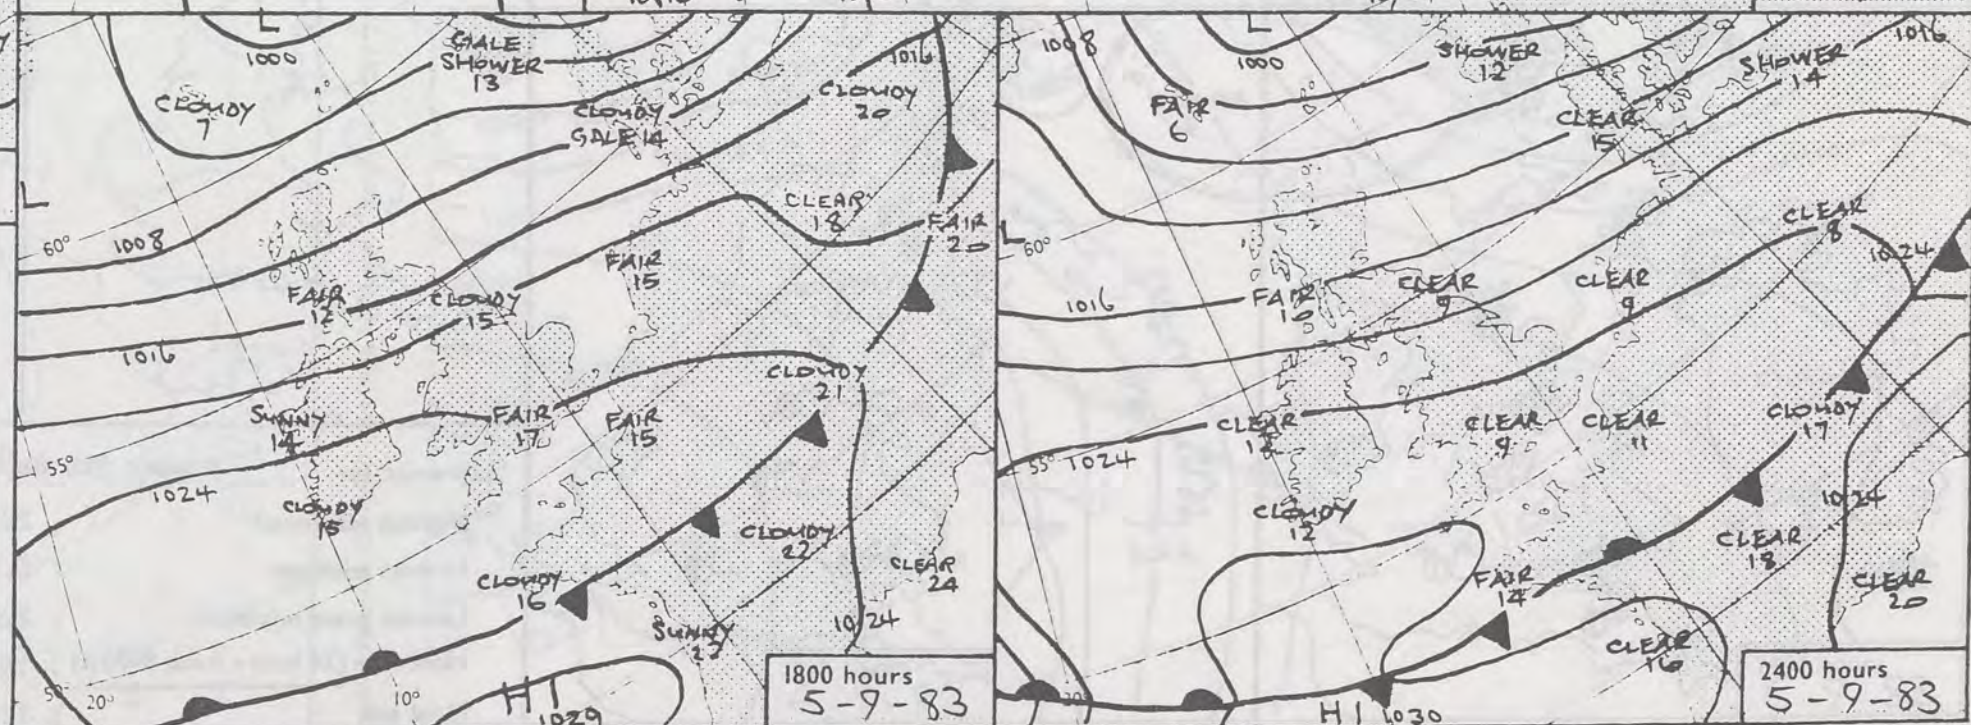 L
1000
GALE
SHOWER
13
1016
CLOUDY
7
CLOUDY
20
CLOUDY
GALE 14
L
60°
1008
CLEAR
18
FAIR
20
FAIR
15
FAIR
12
CLOUDY
15
1016
CLOUDY
21
SUNNY
14
FAIR
17
FAIR
15
55°
1024
CLOUDY
15
CLOUDY
22
CLEAR
24
CLOUDY
16
SUNNY
1024
20°
10°
HI
1029
1800 hours
5-9-83
L
1008
1000
SHOWER
12
1016
SHOWER
14
FAIR
6
CLEAR
15
L
60°
CLEAR
8
1024
1016
FAIR
10
CLEAR
9
CLEAR
9
CLOUDY
17
CLEAR
12
CLEAR
9
CLEAR
11
55°
1024
1024
CLOUDY
12
CLEAR
18
FAIR
14
CLEAR
20
CLEAR
16
HI 1030
2400 hours
5-9-83